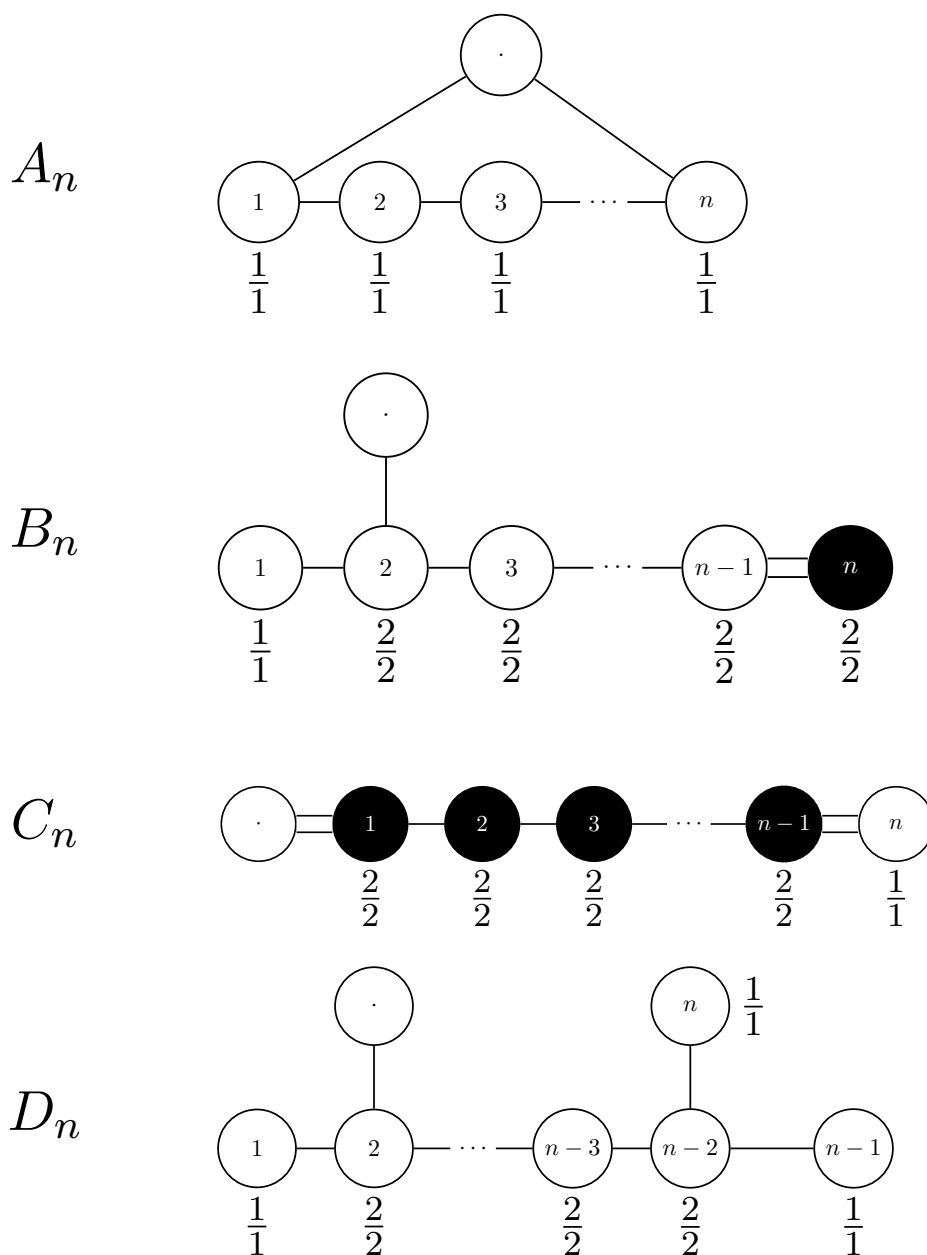 ·
A_n
1 2 3 ··· n
1/1 1/1 1/1 1/1
·
B_n
1 2 3 ··· n − 1 n
1/1 2/2 2/2 2/2 2/2
C_n
· 1 2 3 ··· n − 1 n
2/2 2/2 2/2 2/2 1/1
· n 1/1
D_n
1 2 ··· n − 3 n − 2 n − 1
1/1 2/2 2/2 2/2 1/1